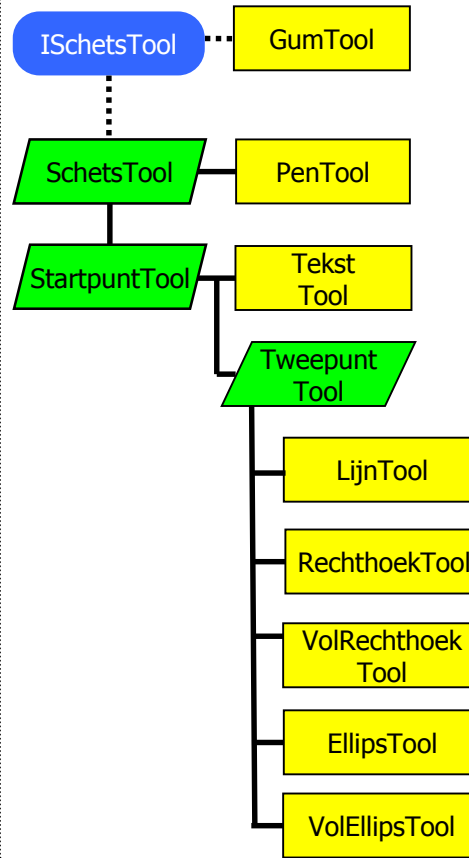 ISchetsTool
GumTool
SchetsTool
PenTool
StartpuntTool
Tekst
Tool
Tweepunt
Tool
LijnTool
RechthoekTool
VolRechthoek
Tool
EllipsTool
VolEllipsTool